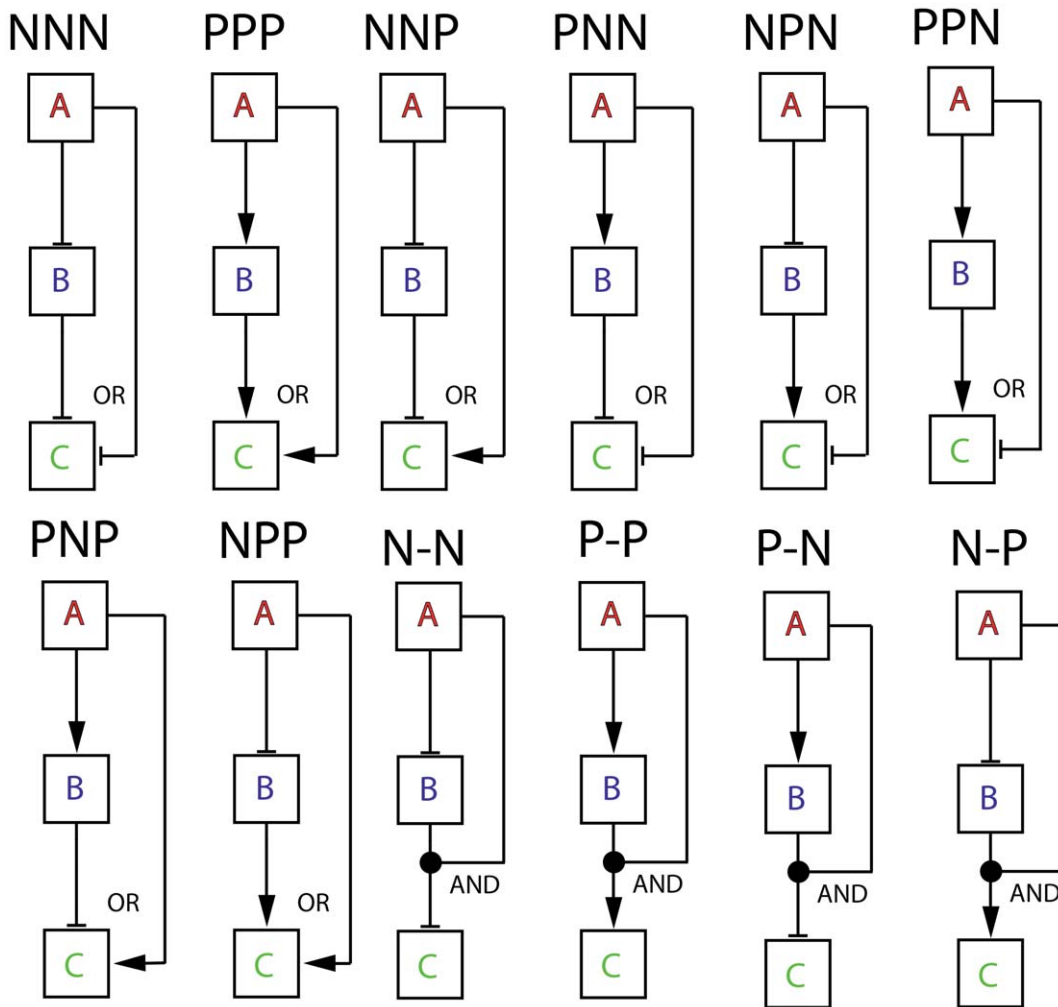 NNN PPP NNP PNN NPN PPN
A A A A A A
B B B B B B
OR OR OR OR OR OR
C C C C C C
PNP NPP N-N P-P P-N N-P
A A A A A A
B B B B B B
OR OR AND AND AND AND
C C C C C C